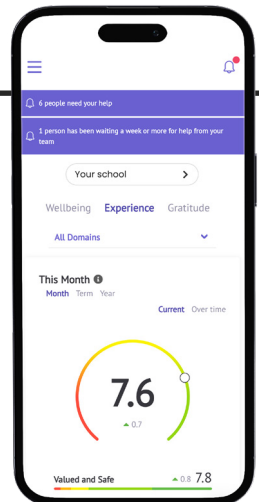 6 people need your help
1 person has been waiting a week or more for help from your
team
Your school
Wellbeing Experience Gratitude
All Domains
This Month
Month Term Year
Current Over time
7.6
0.7
Valued and Safe 0.8 7.8